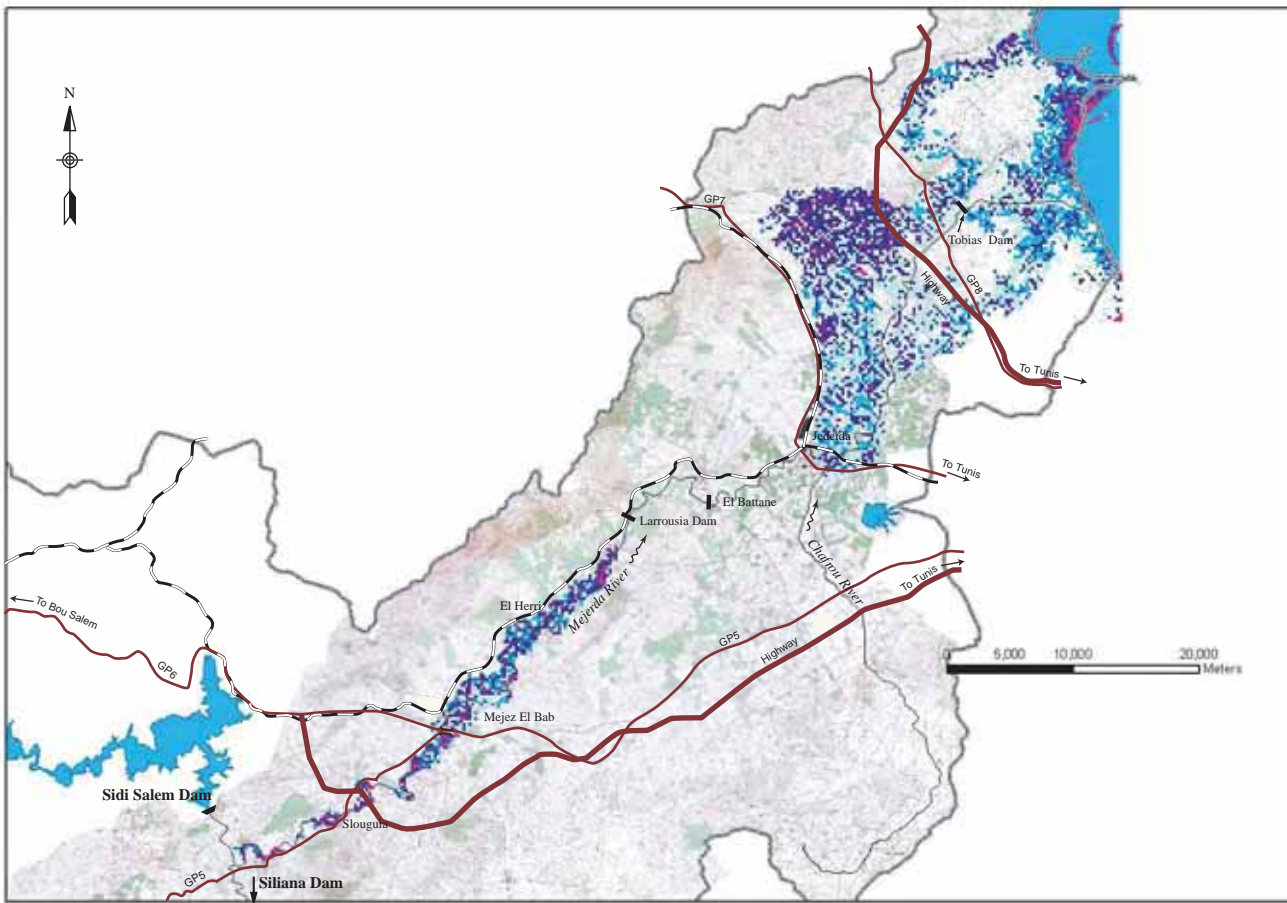 N
GP7
Tobias Dam
Highway
GP8
To Tunis
Jedeida
To Tunis
El Battane
Larrousia Dam
Mejerda River
Chafrou River
El Herri
To Bou Salem
GP6
GP5
Highway
To Tunis
0 5,000 10,000 20,000
Meters
Mejez El Bab
Sidi Salem Dam
Slouguia
GP5
Siliana Dam